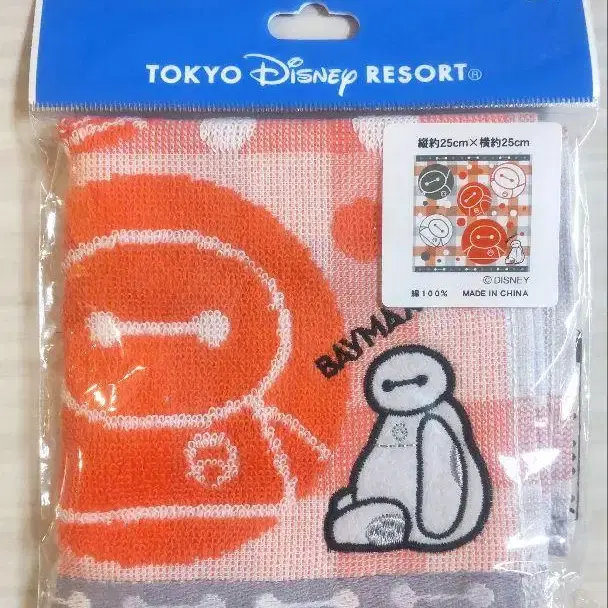 TOKYO Disney RESORT®
縦約25cm×横約25cm
©DISNEY
綿100% MADE IN CHINA
BAYMAX